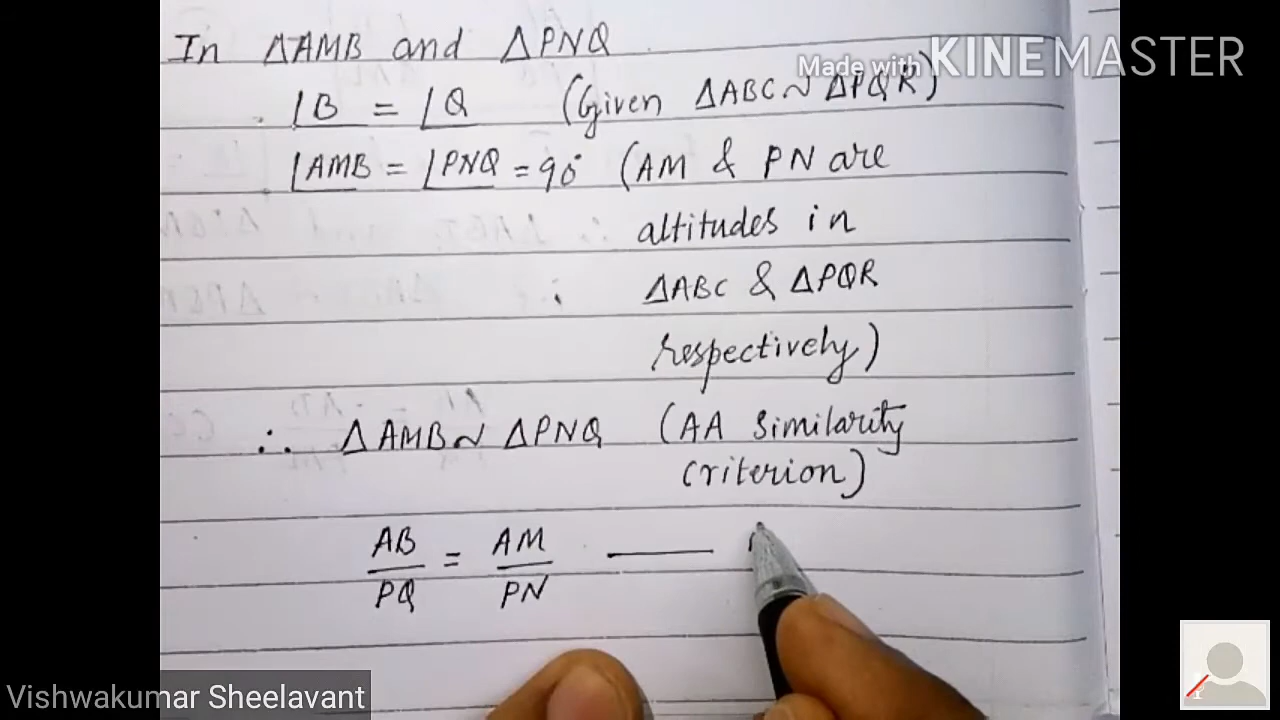 In ΔAMB and ΔPNQ
Made with KINEMASTER
∠B = ∠Q (Given ΔABC ~ ΔPQR)
∠AMB = ∠PNQ = 90° (AM & PN are
altitudes in
ΔABC & ΔPQR
respectively)
∴ ΔAMB ~ ΔPNQ (AA similarity
criterion)
AB/PQ = AM/PN ———
Vishwakumar Sheelavant